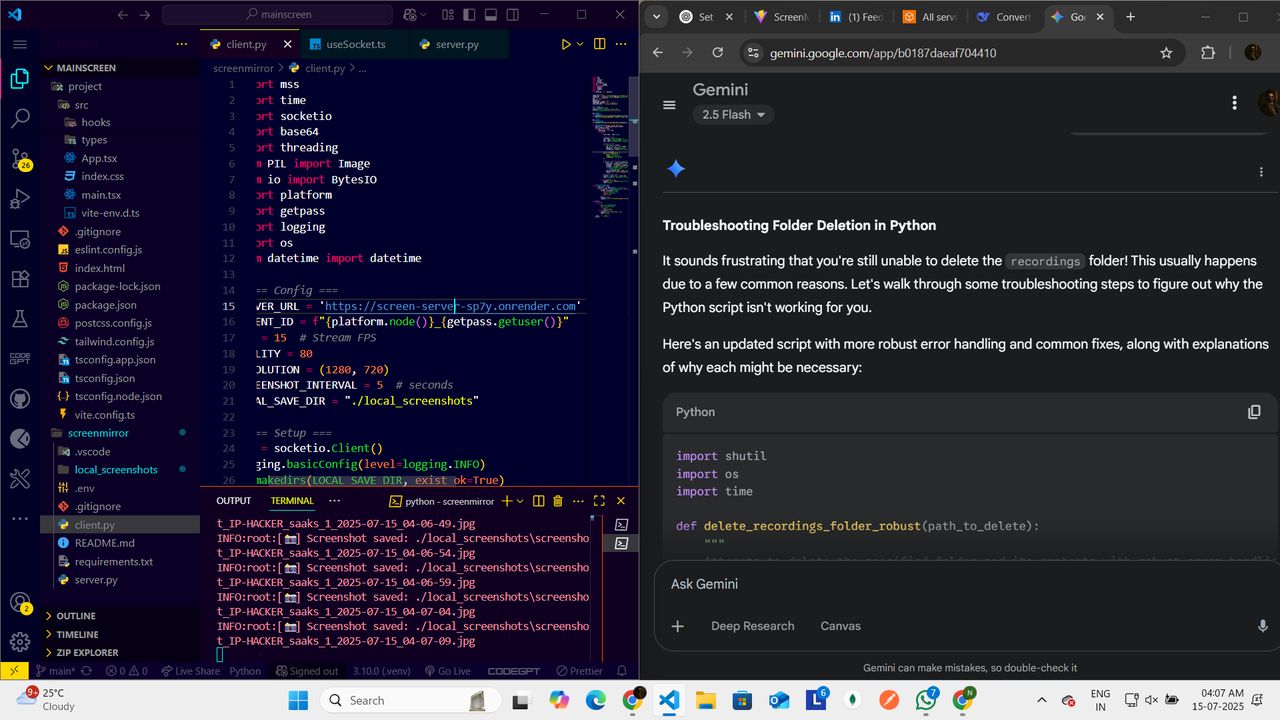 mainscreen
client.py
useSocket.ts
server.py
EXPLORER
MAINSCREEN
project
src
hooks
types
App.tsx
index.css
main.tsx
vite-env.d.ts
.gitignore
eslint.config.js
index.html
package-lock.json
package.json
postcss.config.js
tailwind.config.js
tsconfig.app.json
tsconfig.json
tsconfig.node.json
vite.config.ts
screenmirror
.vscode
local_screenshots
.env
.gitignore
client.py
README.md
requirements.txt
server.py
OUTLINE
TIMELINE
ZIP EXPLORER
26
CODE
GPT
2
screenmirror > client.py > ...
1 ort mss
2 ort time
3 ort socketio
4 ort base64
5 ort threading
6 m PIL import Image
7 m io import BytesIO
8 ort platform
9 ort getpass
10 ort logging
11 ort os
12 m datetime import datetime
13
14 == Config ===
15 VER_URL = 'https://screen-server-sp7y.onrender.com'
16 ENT_ID = f"{platform.node()}_{getpass.getuser()}"
17 = 15 # Stream FPS
18 LITY = 80
19 OLUTION = (1280, 720)
20 EENSHOT_INTERVAL = 5 # seconds
21 AL_SAVE_DIR = "./local_screenshots"
22
23 == Setup ===
24 = socketio.Client()
25 ging.basicConfig(level=logging.INFO)
26 makedirs(LOCAL_SAVE_DIR, exist_ok=True)
OUTPUT TERMINAL ... python - screenmirror
t_IP-HACKER_saaks_1_2025-07-15_04-06-49.jpg
INFO:root:[📷] Screenshot saved: ./local_screenshots\screensho
t_IP-HACKER_saaks_1_2025-07-15_04-06-54.jpg
INFO:root:[📷] Screenshot saved: ./local_screenshots\screensho
t_IP-HACKER_saaks_1_2025-07-15_04-06-59.jpg
INFO:root:[📷] Screenshot saved: ./local_screenshots\screensho
t_IP-HACKER_saaks_1_2025-07-15_04-07-04.jpg
INFO:root:[📷] Screenshot saved: ./local_screenshots\screensho
t_IP-HACKER_saaks_1_2025-07-15_04-07-09.jpg
main* 0 0 Live Share Python Signed out 3.10.0 (.venv) Go Live CODEGPT Prettier
Set ScreenM (1) Feed All servi Convert Goo
gemini.google.com/app/b0187daeaf704410
Gemini
2.5 Flash
Troubleshooting Folder Deletion in Python
It sounds frustrating that you're still unable to delete the recordings folder! This usually happens
due to a few common reasons. Let's walk through some troubleshooting steps to figure out why the
Python script isn't working for you.
Here's an updated script with more robust error handling and common fixes, along with explanations
of why each might be necessary:
Python
import shutil
import os
import time
def delete_recordings_folder_robust(path_to_delete):
"""
Ask Gemini
Deep Research Canvas
Gemini can make mistakes, so double-check it
9+
25°C
Cloudy
Search
6
7
N
ENG
IN
04:07 AM
15-07-2025